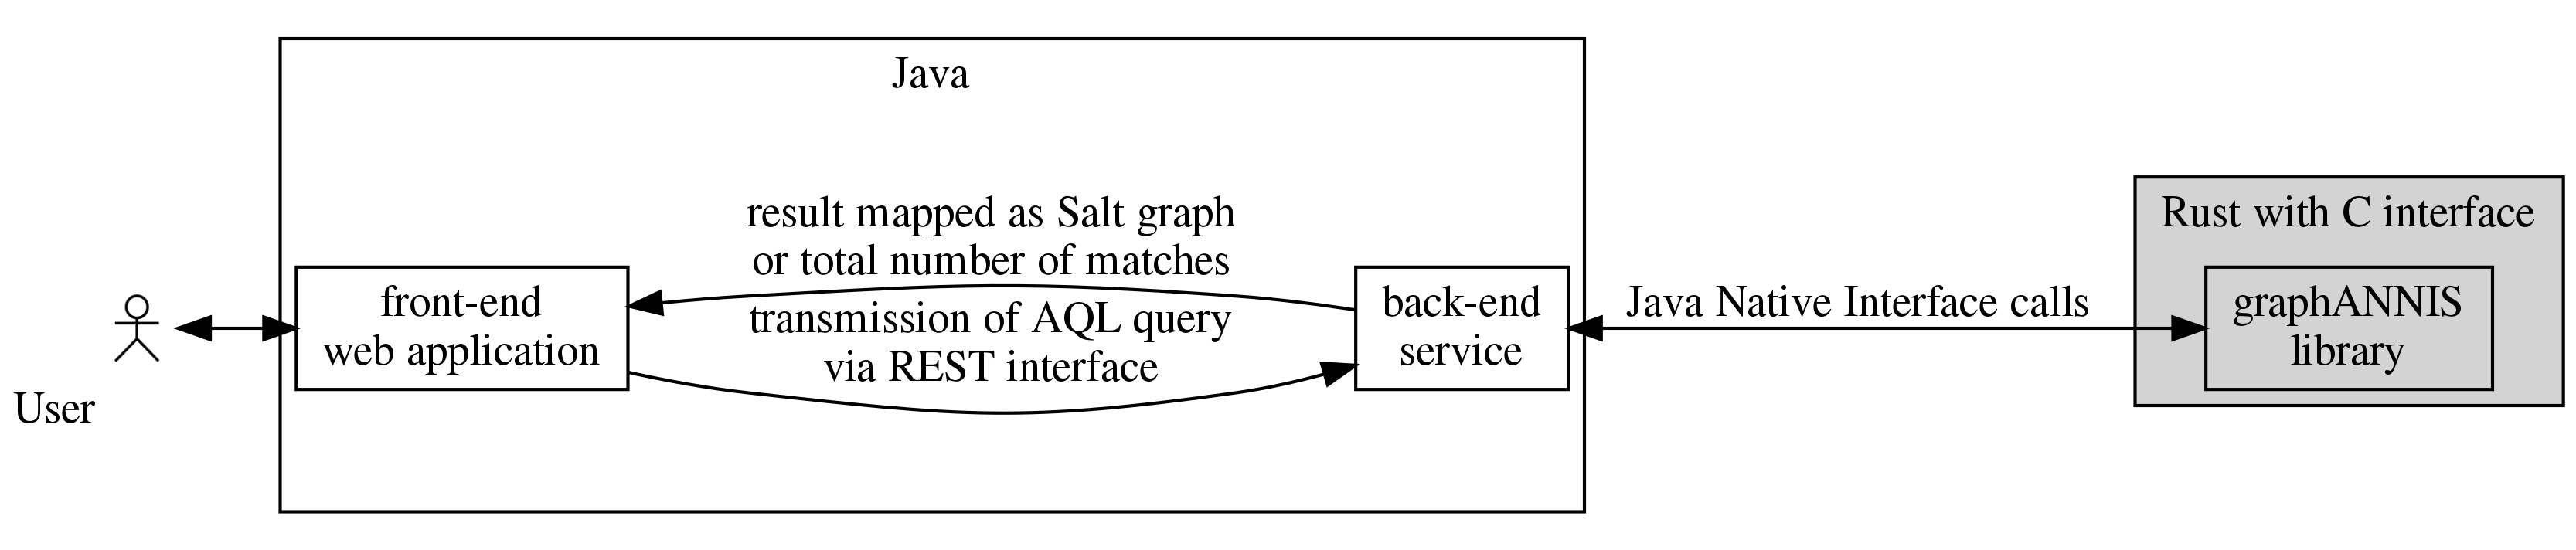 Java
result mapped as Salt graph
or total number of matches
Rust with C interface
front-end
web application
transmission of AQL query
via REST interface
back-end
service
Java Native Interface calls
graphANNIS
library
User